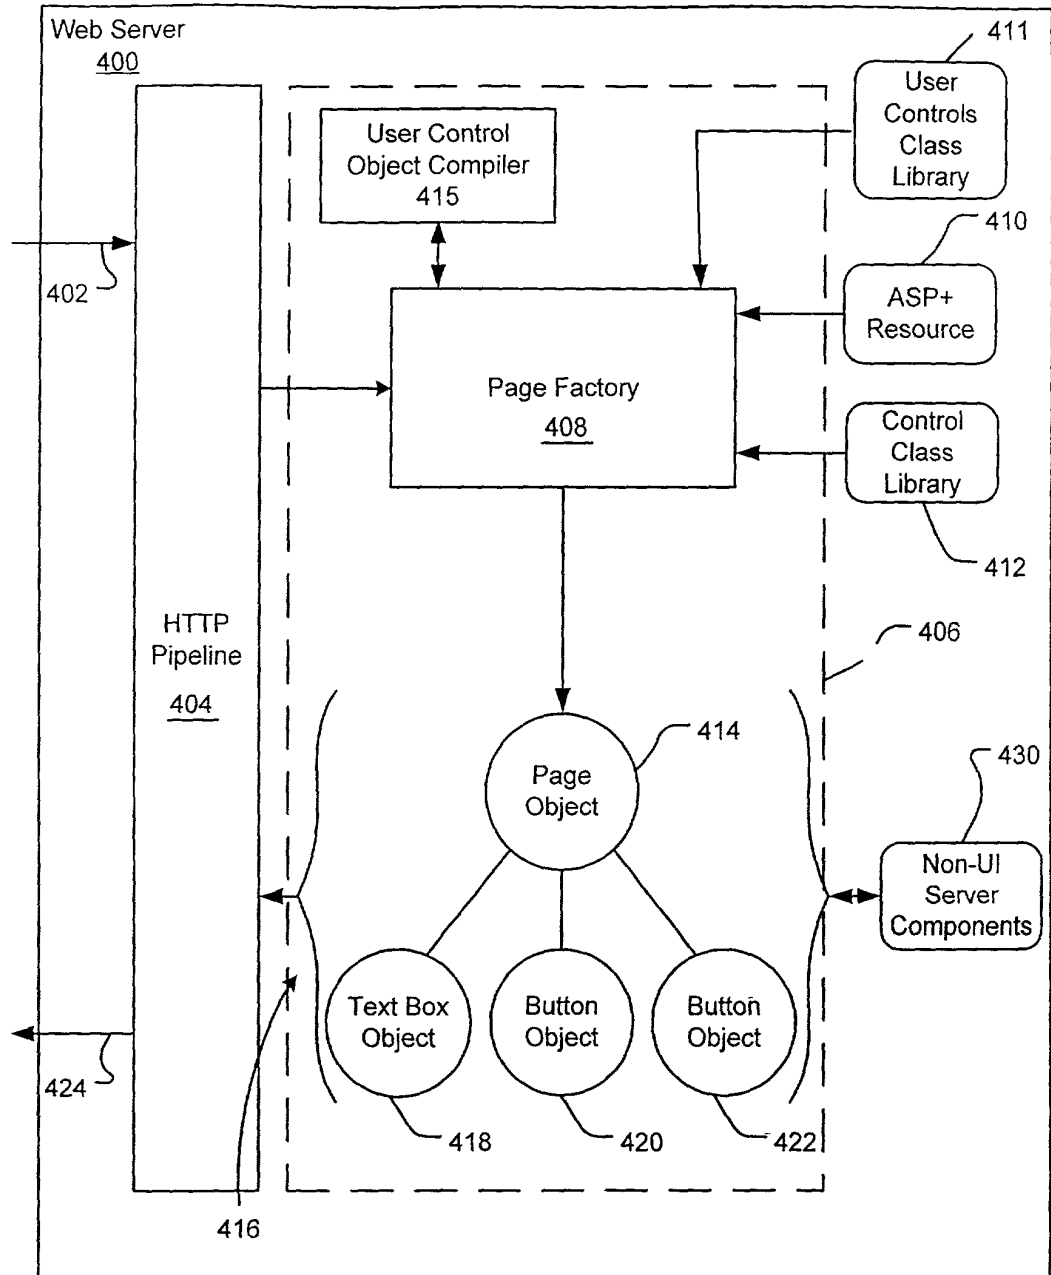 Web Server
400
411
User
Controls
Class
Library
User Control
Object Compiler
415
402
410
ASP+
Resource
Page Factory
408
Control
Class
Library
412
HTTP
Pipeline
404
406
414
Page
Object
430
Non-UI
Server
Components
Text Box
Object
Button
Object
Button
Object
424
418
420
422
416